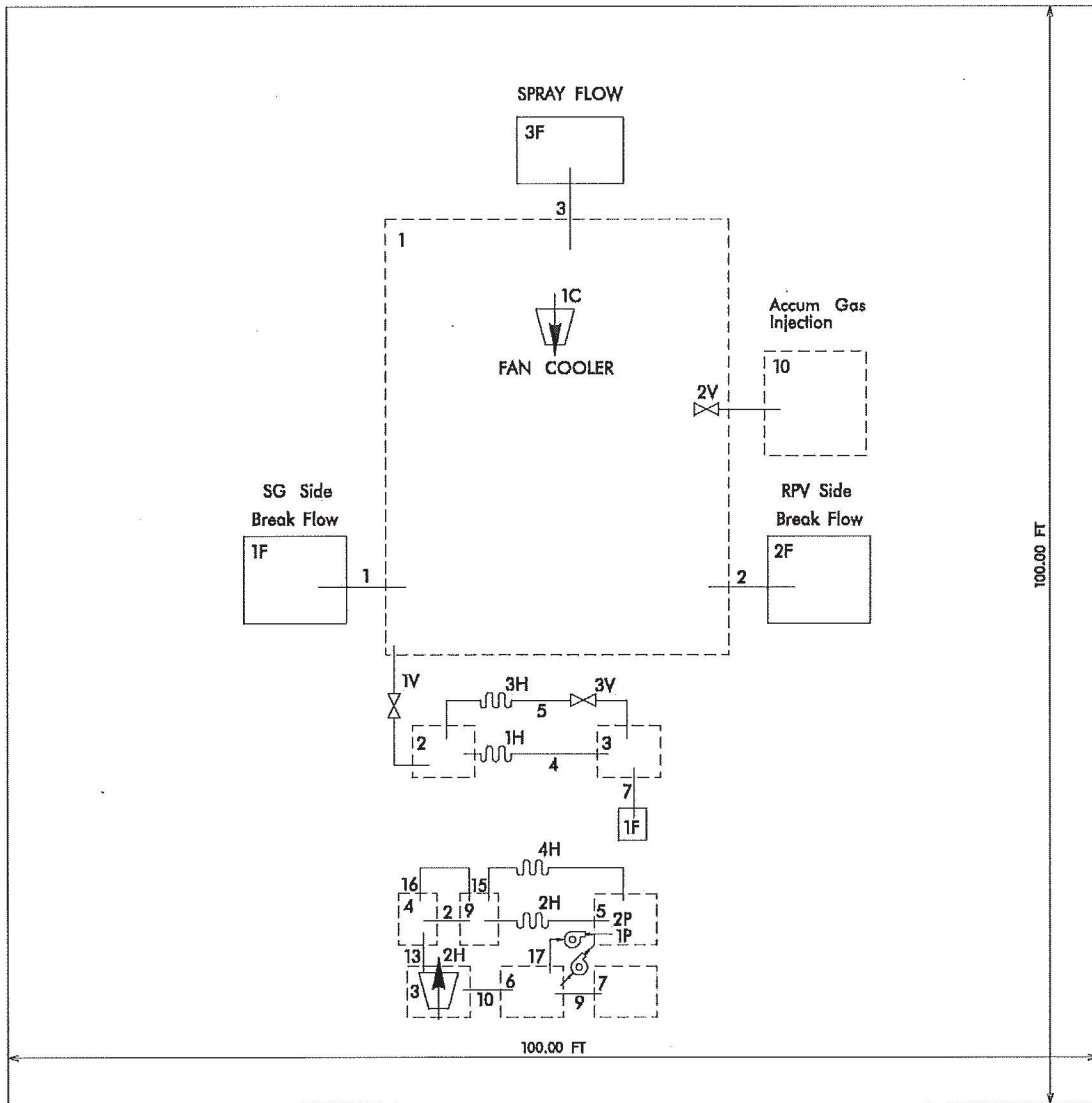 SPRAY FLOW
3F
3
1
1C
FAN COOLER
Accum Gas
Injection
10
2V
SG Side
Break Flow
1F
1
RPV Side
Break Flow
2F
2
100.00 FT
1V
3H
3V
5
2
1H
3
4
7
1F
4H
16
15
4
2
9
2H
5
2P
1P
13
2H
17
3
10
6
9
7
100.00 FT